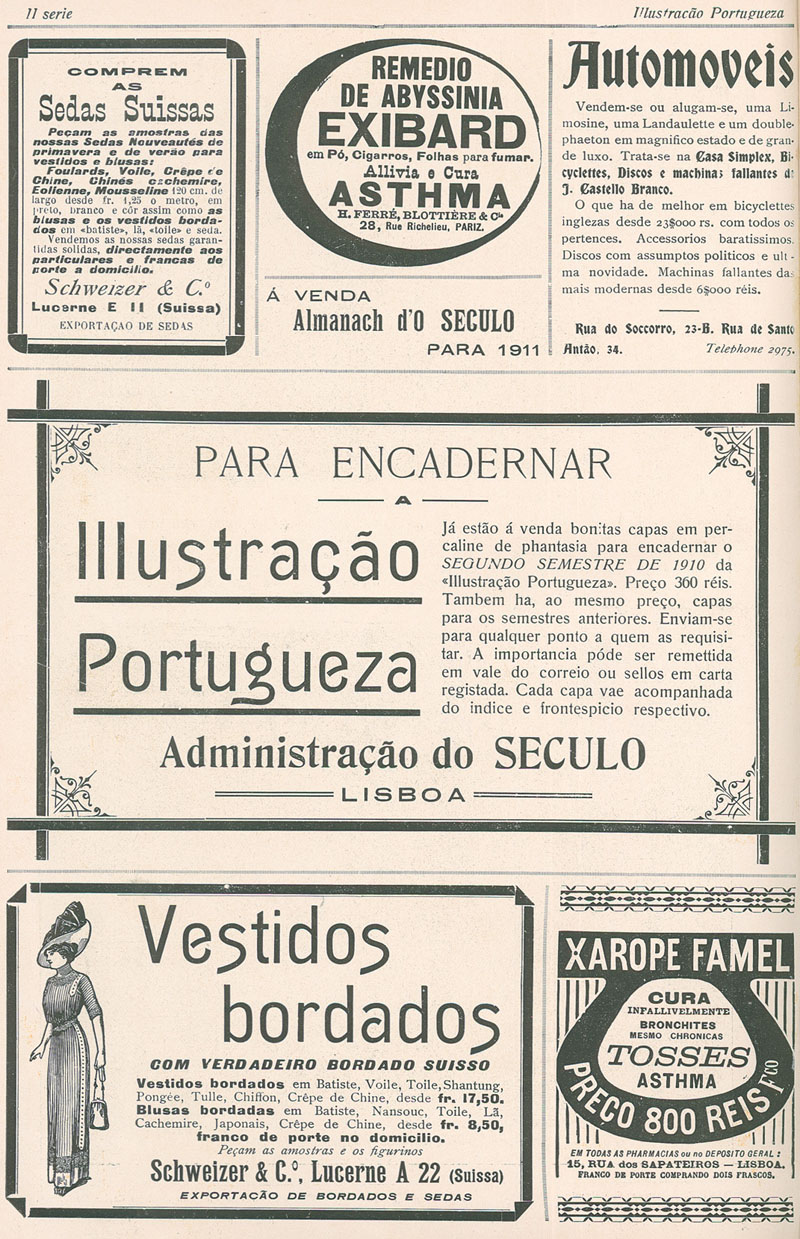 II serie
Illustracão Portugueza
COMPREM
AS
Sedas Suissas
Peçam as amostras das
nossas Sedas Nouveautés de
primavera e de verão para
vestidos e blusas:
Foulards, Voile, Crêpe de
Chine, Chinés cachemire,
Eolienne, Mousseline 120 cm. de
largo desde fr. 1,25 o metro, em
preto, branco e côr assim como as
blusas e os vestidos borda-
dos em «batiste», lã, «toile» e seda.
Vendemos as nossas sedas garan-
tidas solidas, directamente aos
particulares e francas de
porte a domicilio.
Schweizer & C.º
Lucerne E 11 (Suissa)
EXPORTAÇAO DE SEDAS
REMEDIO
DE ABYSSINIA
EXIBARD
em Pó, Cigarros, Folhas para fumar.
Allivia e Cura
ASTHMA
H. FERRÉ, BLOTTIÈRE & Cie
28, Rue Richelieu, PARIZ.
Á VENDA
Almanach d'O SECULO
PARA 1911
Automoveis
Vendem-se ou alugam-se, uma Li-
mosine, uma Landaulette e um double-
phaeton em magnifico estado e de gran-
de luxo. Trata-se na Casa Simplex, Bi-
cyclettes, Discos e machinas fallantes de
J. Castello Branco.
O que ha de melhor em bicyclettes
inglezas desde 23$000 rs. com todos os
pertences. Accessorios baratissimos.
Discos com assumptos politicos e ulti-
ma novidade. Machinas fallantes das
mais modernas desde 6$000 réis.
Rua do Soccorro, 23-B. Rua de Santo
Antão, 34. Telephone 2975.
PARA ENCADERNAR
A
Illustração
Portugueza
Já estão á venda bonitas capas em per-
caline de phantasia para encadernar o
SEGUNDO SEMESTRE DE 1910 da
«Illustração Portugueza». Preço 360 réis.
Tambem ha, ao mesmo preço, capas
para os semestres anteriores. Enviam-se
para qualquer ponto a quem as requisi-
tar. A importancia póde ser remettida
em vale do correio ou sellos em carta
registada. Cada capa vae acompanhada
do indice e frontespicio respectivo.
Administração do SECULO
LISBOA
Vestidos
bordados
COM VERDADEIRO BORDADO SUISSO
Vestidos bordados em Batiste, Voile, Toile, Shantung,
Pongée, Tulle, Chiffon, Crêpe de Chine, desde fr. 17,50.
Blusas bordadas em Batiste, Nansouc, Toile, Lã,
Cachemire, Japonais, Crêpe de Chine, desde fr. 8,50,
franco de porte no domicilio.
Peçam as amostras e os figurinos
Schweizer & C.º, Lucerne A 22 (Suissa)
EXPORTACÃO DE BORDADOS E SEDAS
XAROPE FAMEL
CURA
INFALLIVELMENTE
BRONCHITES
MESMO CHRONICAS
TOSSES
ASTHMA
PREÇO 800 REIS Fco
EM TODAS AS PHARMACIAS ou no DEPOSITO GERAL:
15, RUA dos SAPATEIROS — LISBOA.
FRANCO DE PORTE COMPRANDO DOIS FRASCOS.